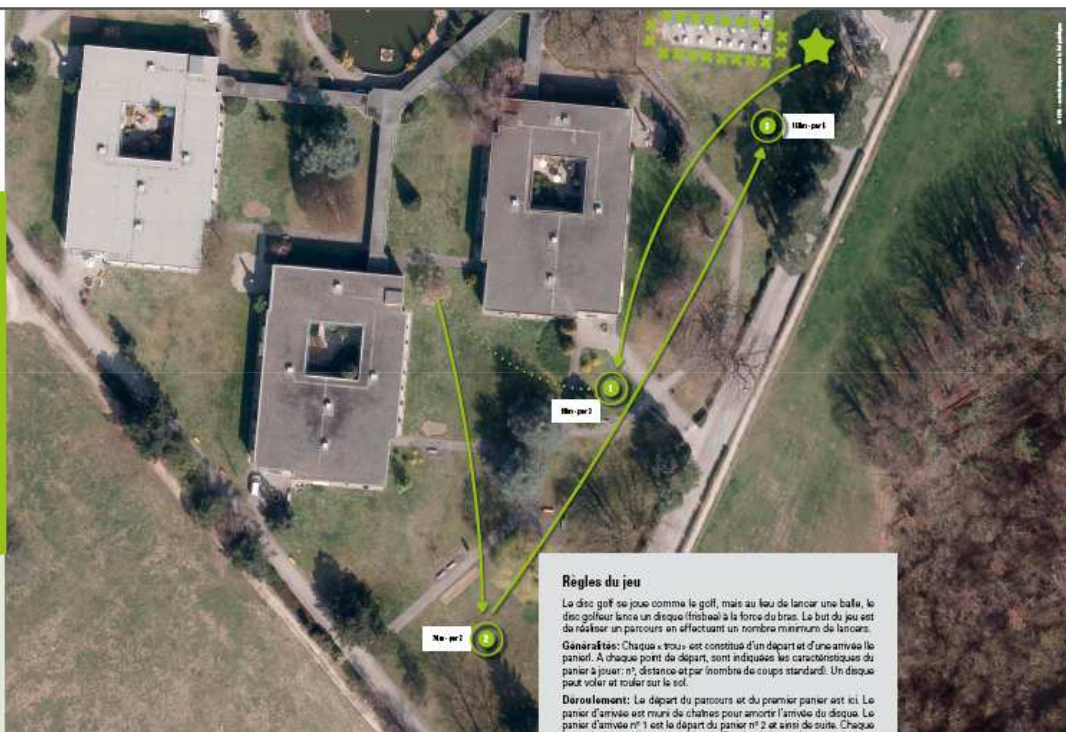 3
1
2
Règles du jeu
Le disc golf se joue comme le golf, mais au lieu de lancer une balle, le
disc golfeur lance un disque (frisbee) à la force du bras. Le but du jeu est
de réaliser un parcours en effectuant un nombre minimum de lancers.
Généralités: Chaque « trou » est constitué d'un départ et d'une arrivée (le
panier). A chaque point de départ, sont indiquées les caractéristiques du
panier à jouer: n°, distance et par (nombre de coups standard). Un disque
peut voler et rouler sur le sol.
Déroulement: Le départ du parcours et du premier panier est ici. Le
panier d'arrivée est muni de chaînes pour amortir l'arrivée du disque. Le
panier d'arrivée n° 1 est le départ du panier n° 2 et ainsi de suite. Chaque